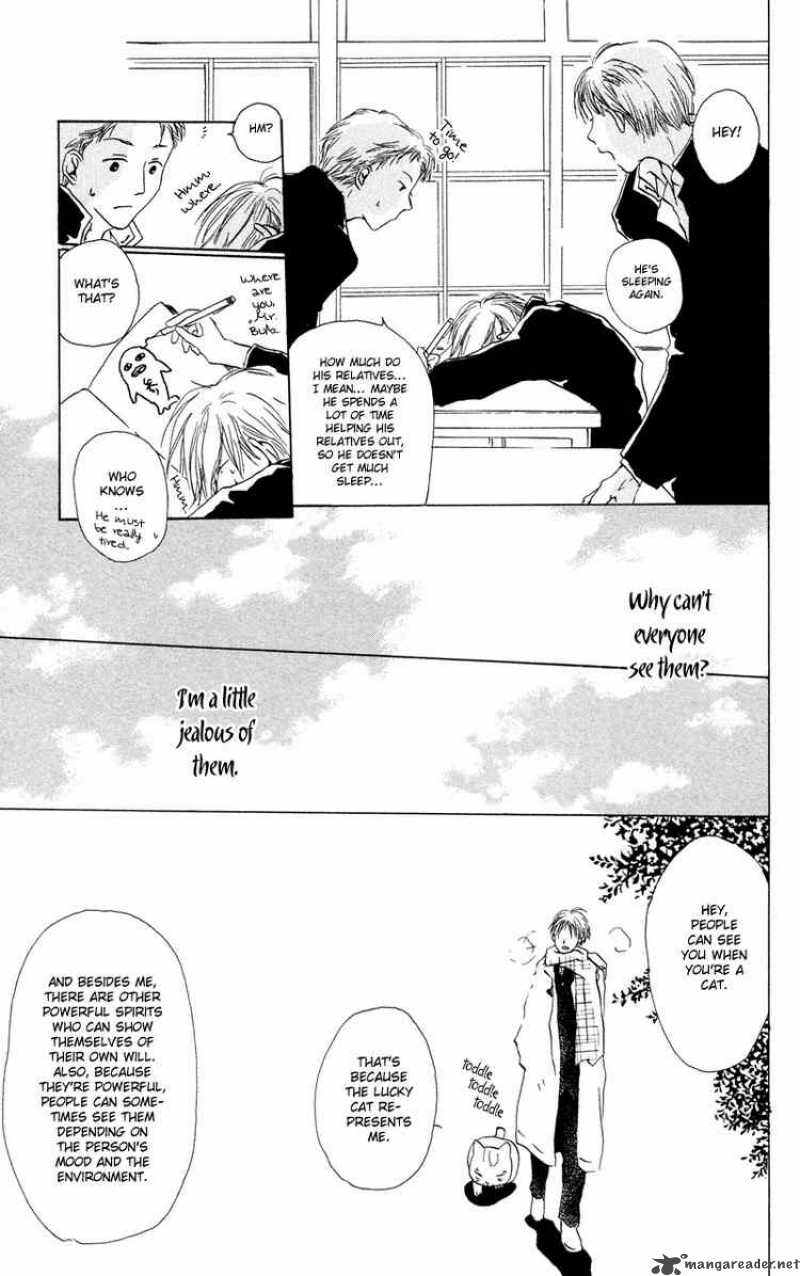 HEY!
Time
to go!
HE'S
SLEEPING
AGAIN.
HOW MUCH DO
HIS RELATIVES...
I MEAN... MAYBE
HE SPENDS A
LOT OF TIME
HELPING HIS
RELATIVES OUT,
SO HE DOESN'T
GET MUCH
SLEEP...
HM?
Hmm.
where.
WHAT'S
THAT?
Where
are
you,
Mr.
WHO
KNOWS
...
He must
be really
tired.
Hmm
Why can't
everyone
see them?
I'm a little
jealous of
them.
HEY,
PEOPLE
CAN SEE
YOU WHEN
YOU'RE A
CAT.
THAT'S
BECAUSE
THE LUCKY
CAT RE-
PRESENTS
ME.
toddle
toddle
toddle
AND BESIDES ME,
THERE ARE OTHER
POWERFUL SPIRITS
WHO CAN SHOW
THEMSELVES OF
THEIR OWN WILL.
ALSO, BECAUSE
THEY'RE POWERFUL,
PEOPLE CAN SOME-
TIMES SEE THEM
DEPENDING ON
THE PERSON'S
MOOD AND THE
ENVIRONMENT.
mangareader.net